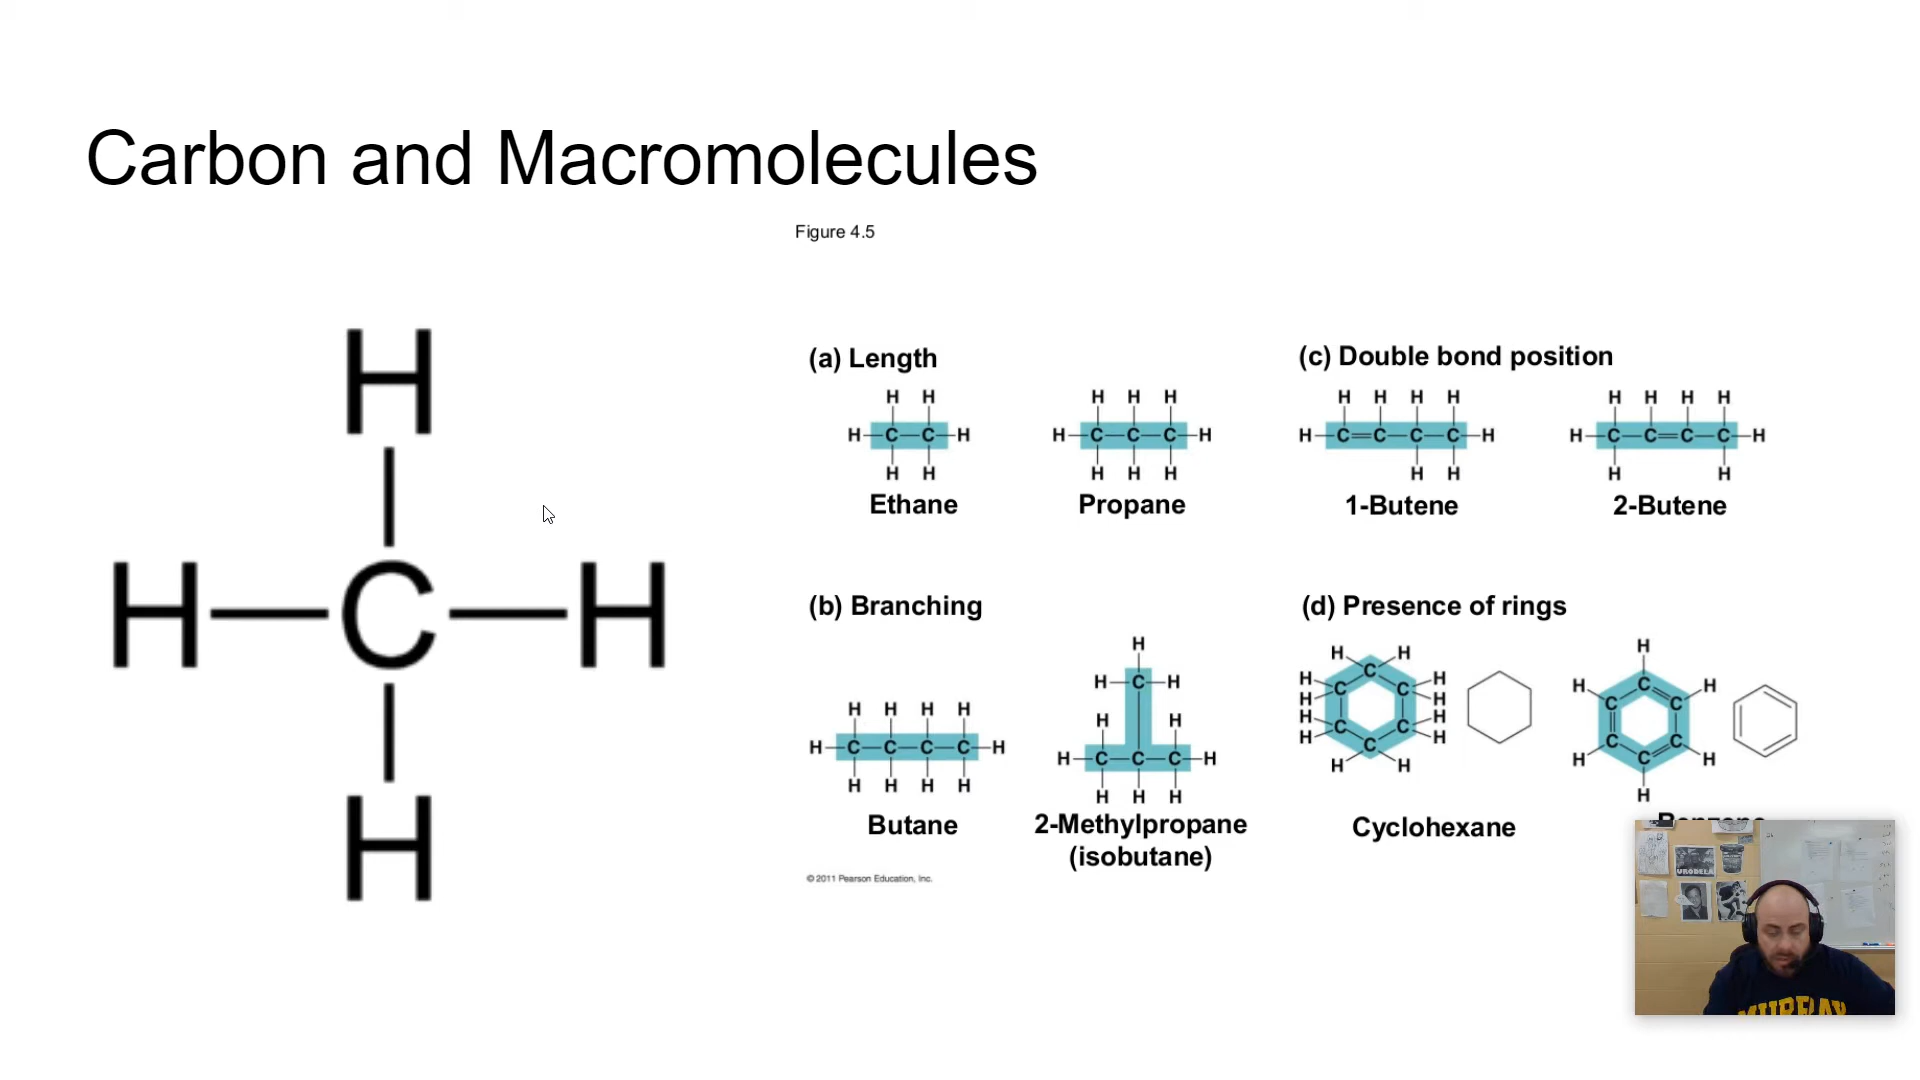 Carbon and Macromolecules
Figure 4.5
H
H C H
H
(a) Length
H H
H C C H
H H
Ethane
H H H
H C C C H
H H H
Propane
(b) Branching
H H H H
H C C C C H
H H H H
Butane
H
H C H
H H
H C C C H
H H H
2-Methylpropane
(isobutane)
(c) Double bond position
H H H H
H C C C C H
H H
1-Butene
H H H H
H C C C C H
H H
2-Butene
(d) Presence of rings
H H
C
H C C H
H H
H C C H
H H
C
H H
Cyclohexane
H
H C H
C C
C C
H C H
H
Benzene
© 2011 Pearson Education, Inc.
URODELA